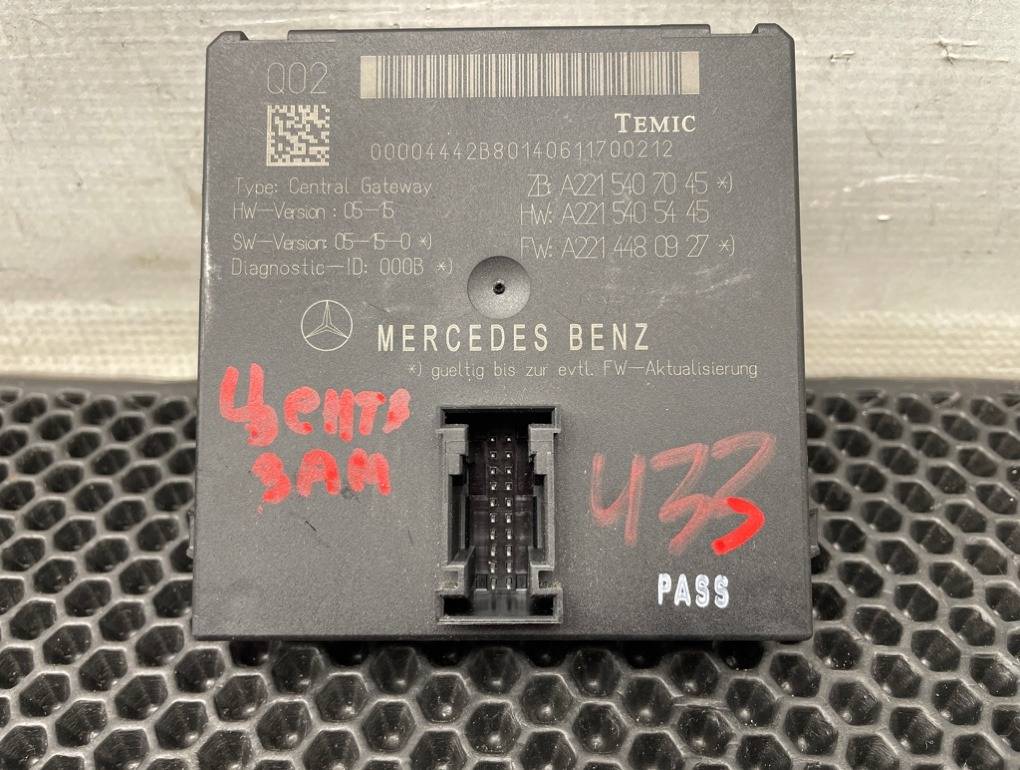 Q02
TEMIC
00004442B80140611700212
Type: Central Gateway
ZB: A221 540 70 45 *)
HW-Version : 05-15
HW: A221 540 54 45
SW-Version: 05-15-0 *)
FW: A221 448 09 27 *)
Diagnostic-ID: 000B *)
MERCEDES BENZ
*) gueltig bis zur evtl. FW-Aktualisierung
ЗАМ
433
PASS